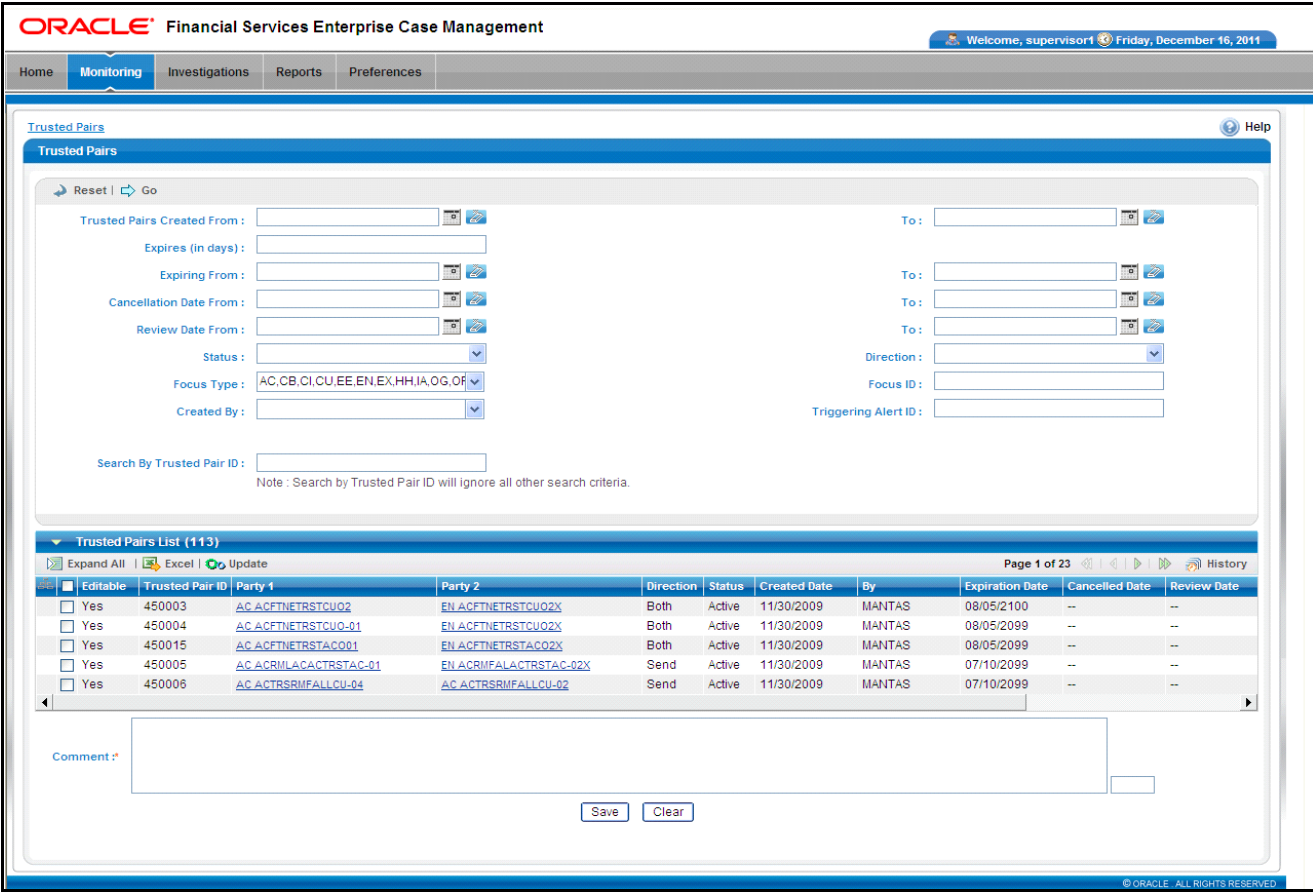 ORACLE Financial Services Enterprise Case Management
Welcome, supervisor1 Friday, December 16, 2011
Home Monitoring Investigations Reports Preferences
Trusted Pairs Help
Trusted Pairs
Reset | Go
Trusted Pairs Created From : To :
Expires (in days) :
Expiring From : To :
Cancellation Date From : To :
Review Date From : To :
Status : Direction :
Focus Type : AC,CB,CI,CU,EE,EN,EX,HH,IA,OG,OF Focus ID :
Created By : Triggering Alert ID :
Search By Trusted Pair ID :
Note : Search by Trusted Pair ID will ignore all other search criteria.
Trusted Pairs List (113)
Expand All | Excel | Update Page 1 of 23 | | | History
Editable Trusted Pair ID Party 1 Party 2 Direction Status Created Date By Expiration Date Cancelled Date Review Date
Yes 450003 AC ACFTNETRSTCUO2 EN ACFTNETRSTCUO2X Both Active 11/30/2009 MANTAS 08/05/2100 -- --
Yes 450004 AC ACFTNETRSTCUO-01 EN ACFTNETRSTCUO2X Both Active 11/30/2009 MANTAS 08/05/2099 -- --
Yes 450015 AC ACFTNETRSTACO01 EN ACFTNETRSTACO2X Both Active 11/30/2009 MANTAS 08/05/2099 -- --
Yes 450005 AC ACRMLACACTRSTAC-01 EN ACRMFALACTRSTAC-02X Send Active 11/30/2009 MANTAS 07/10/2099 -- --
Yes 450006 AC ACTRSRMFALLCU-04 AC ACTRSRMFALLCU-02 Send Active 11/30/2009 MANTAS 07/10/2099 -- --
Comment :*
Save Clear
© ORACLE . ALL RIGHTS RESERVED